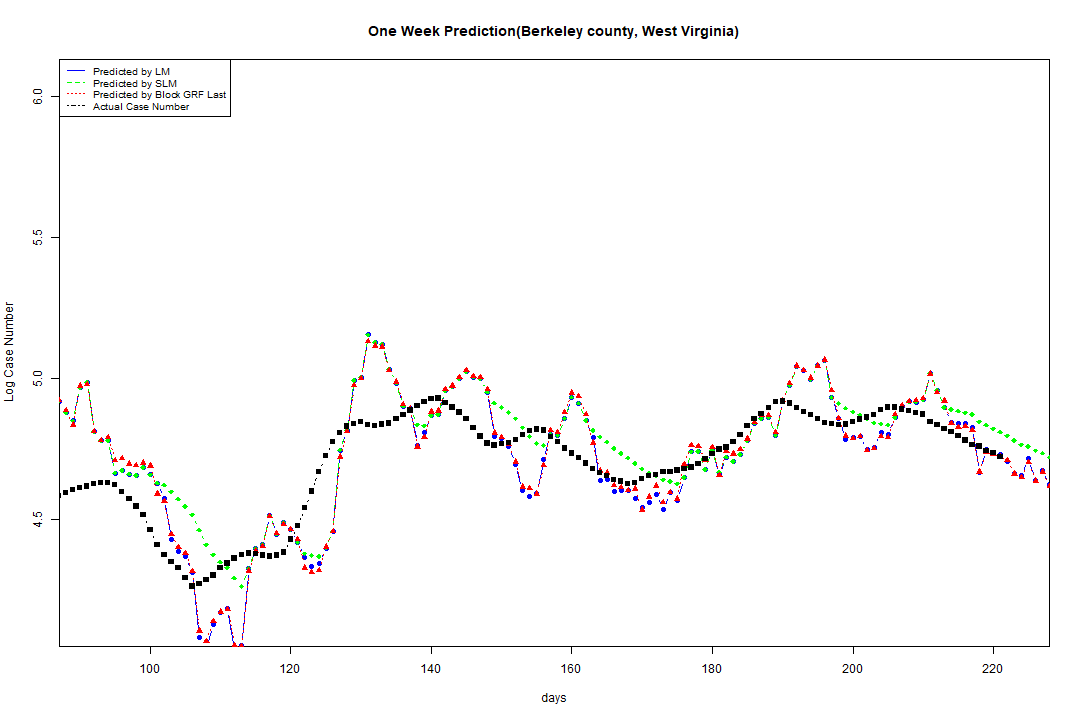 One Week Prediction(Berkeley county, West Virginia)
Predicted by LM
Predicted by SLM
Predicted by Block GRF Last
Actual Case Number
Log Case Number
6.0
5.5
5.0
4.5
100 120 140 160 180 200 220
days